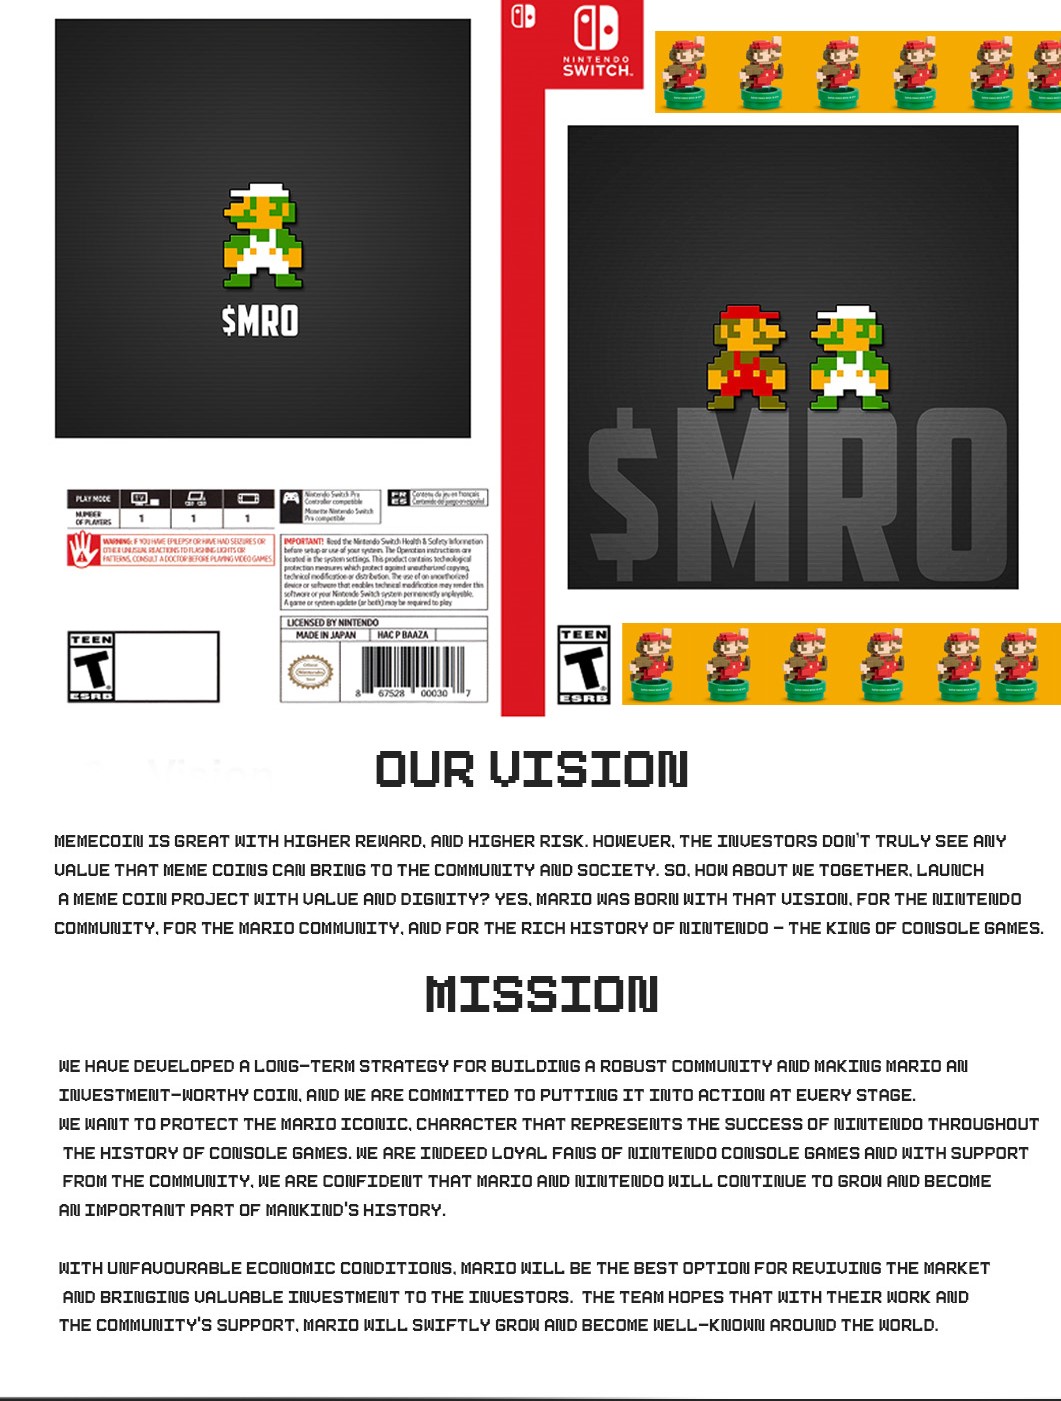 NINTENDO
SWITCH™
$MRO
$MRO
PLAY MODE
NUMBER
OF PLAYERS
1
1
1
Nintendo Switch Pro
Controller compatible
Manette Nintendo Switch
Pro compatible
FR
ES
Contenu du jeu en français
Contenido del juego en español
WARNING: IF YOU HAVE EPILEPSY OR HAVE HAD SEIZURES OR
OTHER UNUSUAL REACTIONS TO FLASHING LIGHTS OR
PATTERNS, CONSULT A DOCTOR BEFORE PLAYING VIDEO GAMES.
IMPORTANT! Read the Nintendo Switch Health & Safety Information
before setup or use of your system. The Operation instructions are
located in the system settings. This product contains technological
protection measures which protect against unauthorized copying,
technical modification or distribution. The use of an unauthorized
device or software that enables technical modification may render this
software or your Nintendo Switch system permanently unplayable.
A game or system update (or both) may be required to play
LICENSED BY NINTENDO
MADE IN JAPAN HAC P BAAZA
Official
Nintendo
Seal
8 67528 00030 7
TEEN
T
ESRB
TEEN
T
ESRB
OUR VISION
MEMECOIN IS GREAT WITH HIGHER REWARD, AND HIGHER RISK. HOWEVER, THE INVESTORS DON'T TRULY SEE ANY
VALUE THAT MEME COINS CAN BRING TO THE COMMUNITY AND SOCIETY. SO, HOW ABOUT WE TOGETHER, LAUNCH
A MEME COIN PROJECT WITH VALUE AND DIGNITY? YES, MARIO WAS BORN WITH THAT VISION, FOR THE NINTENDO
COMMUNITY, FOR THE MARIO COMMUNITY, AND FOR THE RICH HISTORY OF NINTENDO - THE KING OF CONSOLE GAMES.
MISSION
WE HAVE DEVELOPED A LONG-TERM STRATEGY FOR BUILDING A ROBUST COMMUNITY AND MAKING MARIO AN
INVESTMENT-WORTHY COIN, AND WE ARE COMMITTED TO PUTTING IT INTO ACTION AT EVERY STAGE.
WE WANT TO PROTECT THE MARIO ICONIC, CHARACTER THAT REPRESENTS THE SUCCESS OF NINTENDO THROUGHOUT
THE HISTORY OF CONSOLE GAMES. WE ARE INDEED LOYAL FANS OF NINTENDO CONSOLE GAMES AND WITH SUPPORT
FROM THE COMMUNITY, WE ARE CONFIDENT THAT MARIO AND NINTENDO WILL CONTINUE TO GROW AND BECOME
AN IMPORTANT PART OF MANKIND'S HISTORY.
WITH UNFAVOURABLE ECONOMIC CONDITIONS, MARIO WILL BE THE BEST OPTION FOR REVIVING THE MARKET
AND BRINGING VALUABLE INVESTMENT TO THE INVESTORS. THE TEAM HOPES THAT WITH THEIR WORK AND
THE COMMUNITY'S SUPPORT, MARIO WILL SWIFTLY GROW AND BECOME WELL-KNOWN AROUND THE WORLD.